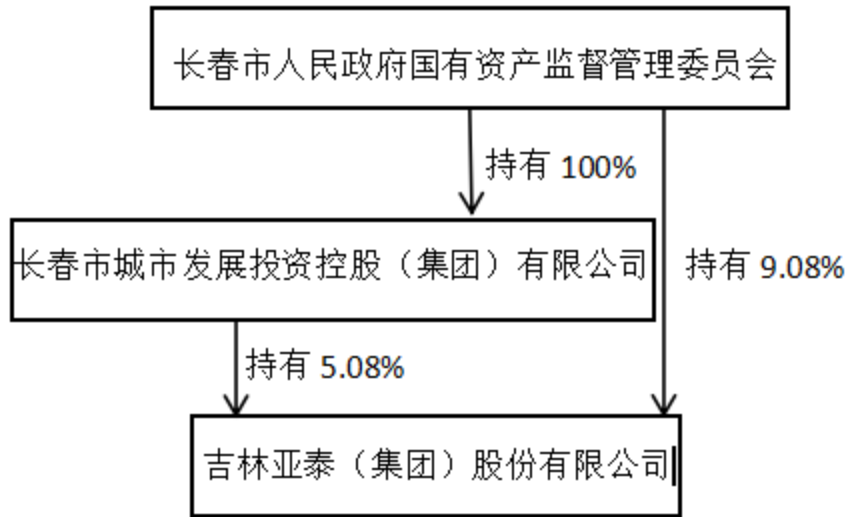 长春市人民政府国有资产监督管理委员会
持有 100%
长春市城市发展投资控股（集团）有限公司
持有 9.08%
持有 5.08%
吉林亚泰（集团）股份有限公司